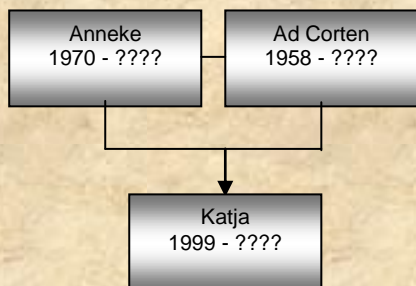 Anneke
1970 - ????
Ad Corten
1958 - ????
Katja
1999 - ????